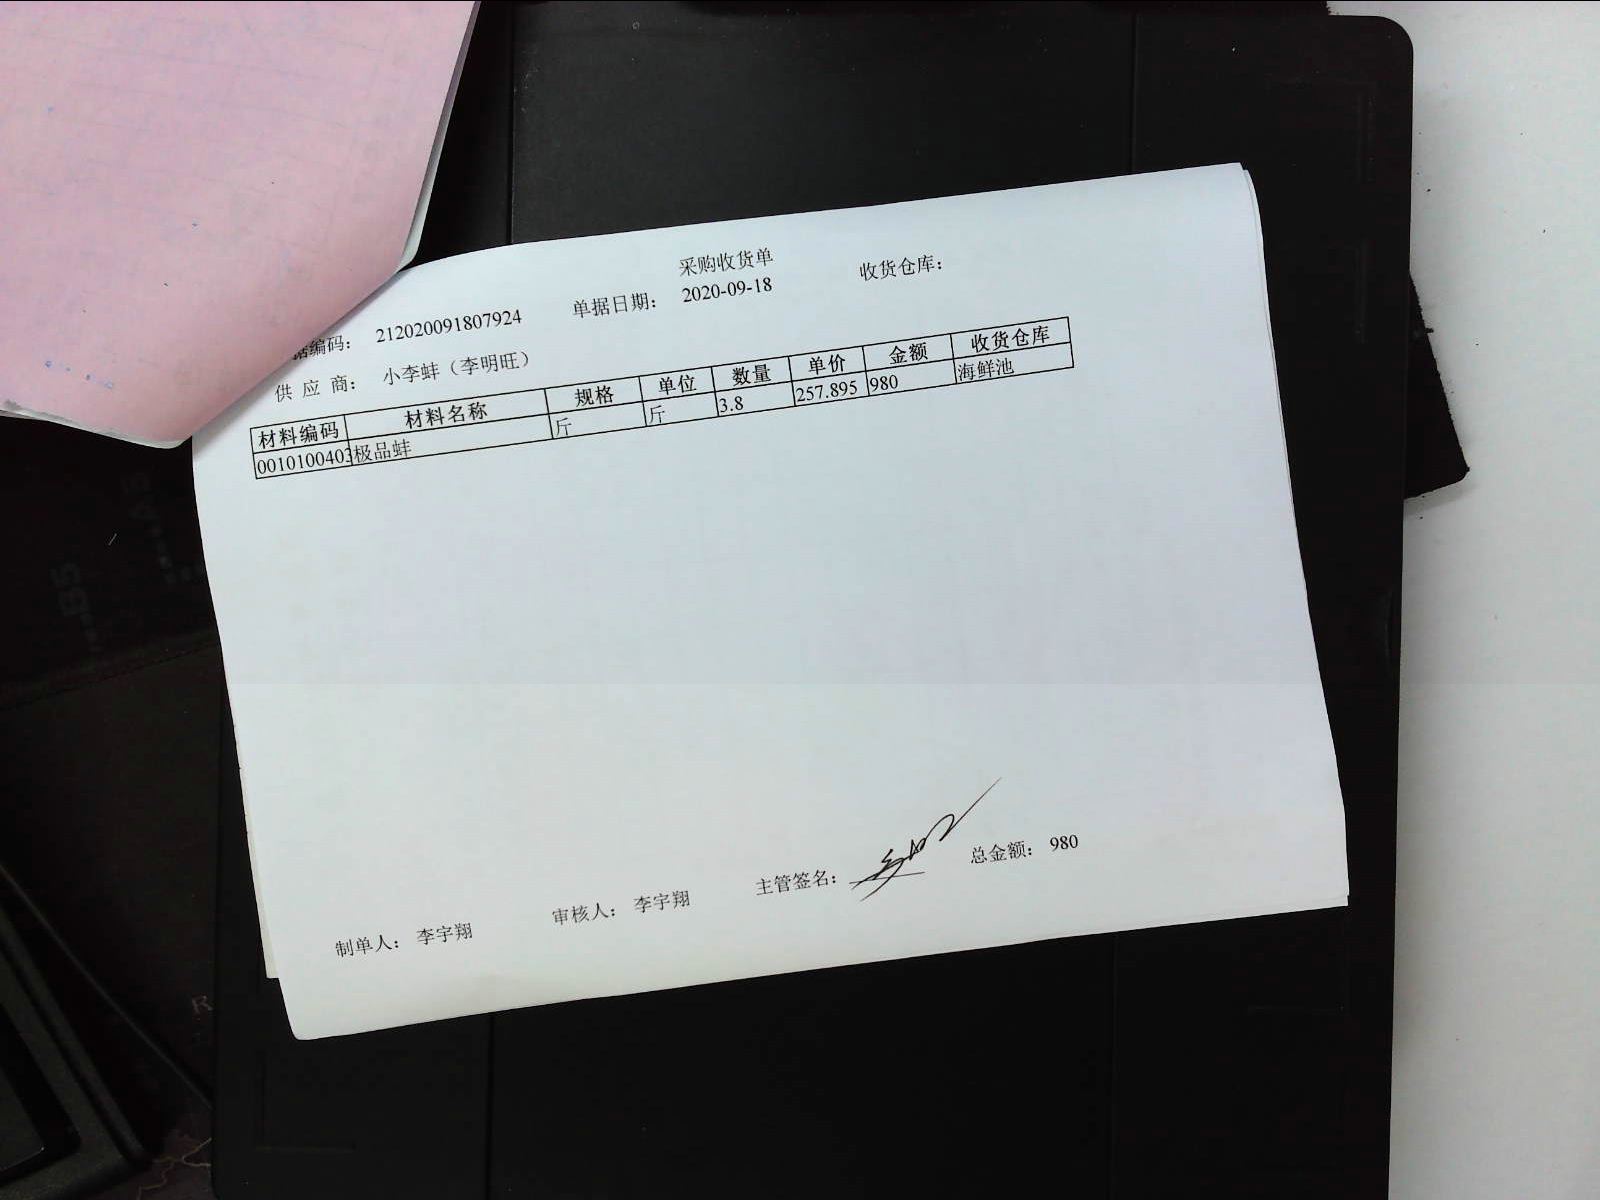 采购收货单
据编码： 212020091807924 单据日期： 2020-09-18 收货仓库：
供 应 商： 小李蚌（李明旺）
材料编码 材料名称 规格 单位 数量 单价 金额 收货仓库
0010100403 极品蚌 斤 斤 3.8 257.895 980 海鲜池
制单人： 李宇翔 审核人： 李宇翔 主管签名： 总金额： 980